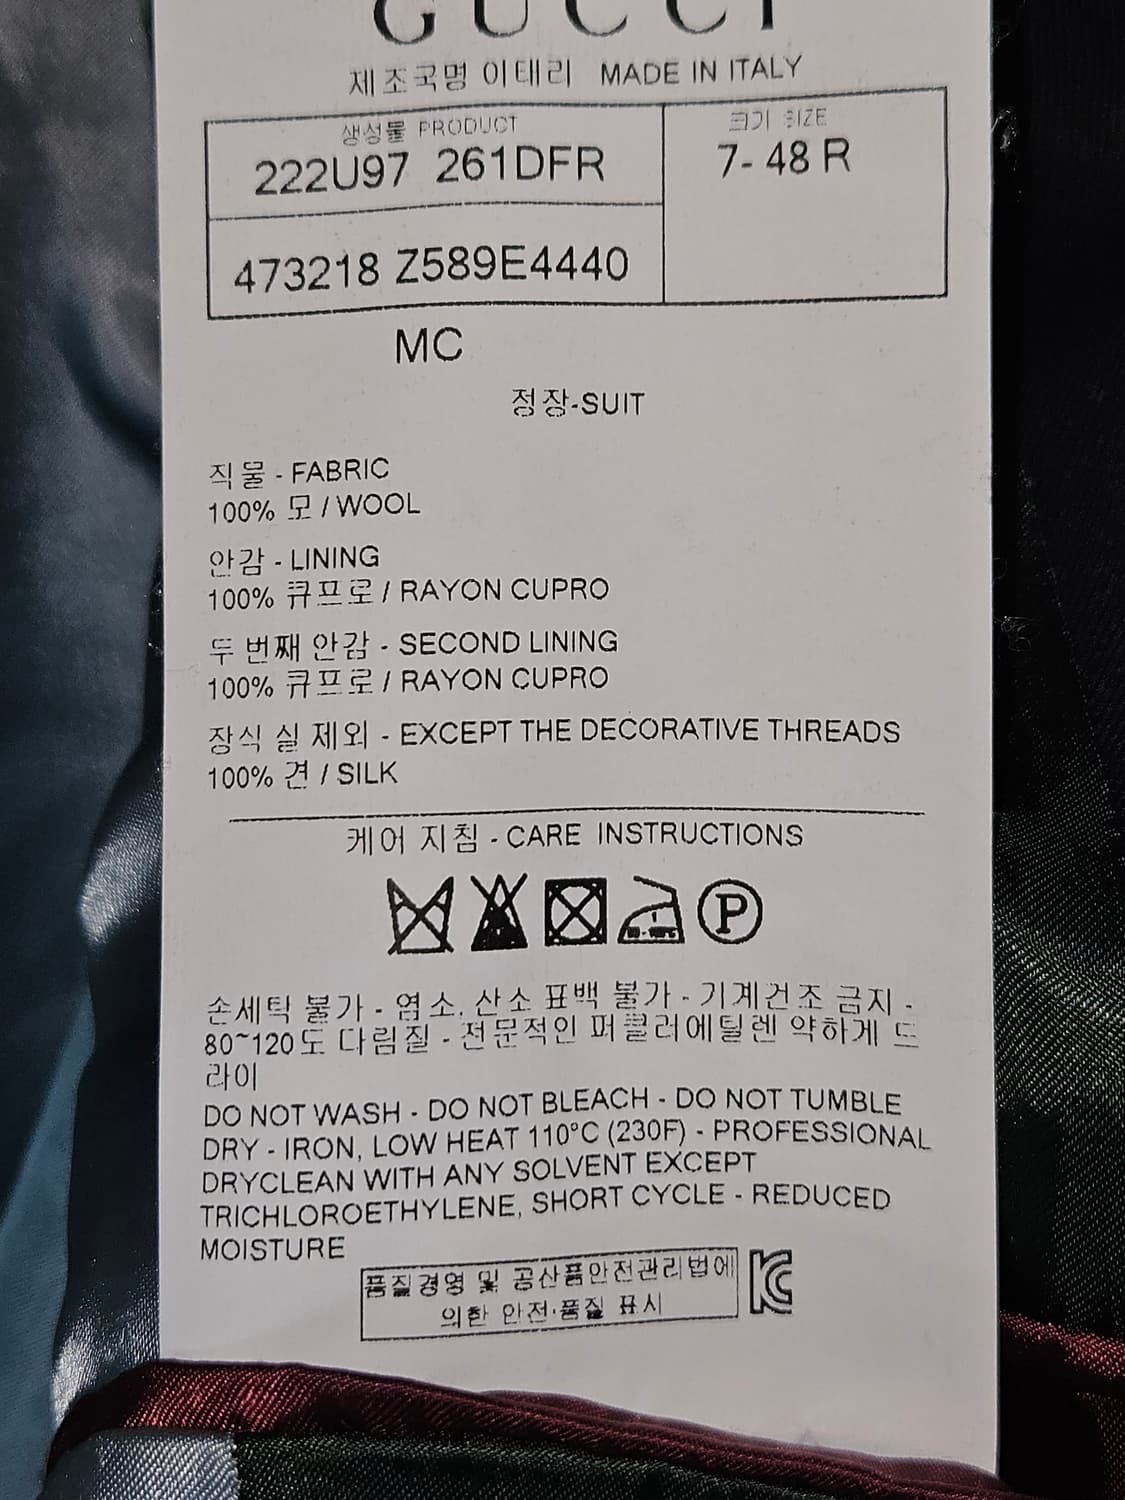 GUCCI
제조국명 이태리 MADE IN ITALY
생성물 PRODUCT
222U97 261DFR
크기 SIZE
7- 48 R
473218 Z589E4440
MC
정장-SUIT
직물 - FABRIC
100% 모 / WOOL
안감 - LINING
100% 큐프로 / RAYON CUPRO
두 번째 안감 - SECOND LINING
100% 큐프로 / RAYON CUPRO
장식 실 제외 - EXCEPT THE DECORATIVE THREADS
100% 견 / SILK
케어 지침 - CARE INSTRUCTIONS
P
손세탁 불가 - 염소, 산소 표백 불가 - 기계건조 금지 -
80~120도 다림질 - 전문적인 퍼클러에틸렌 약하게 드
라이
DO NOT WASH - DO NOT BLEACH - DO NOT TUMBLE
DRY - IRON, LOW HEAT 110°C (230F) - PROFESSIONAL
DRYCLEAN WITH ANY SOLVENT EXCEPT
TRICHLOROETHYLENE, SHORT CYCLE - REDUCED
MOISTURE
품질경영 및 공산품안전관리법에
의한 안전·품질 표시